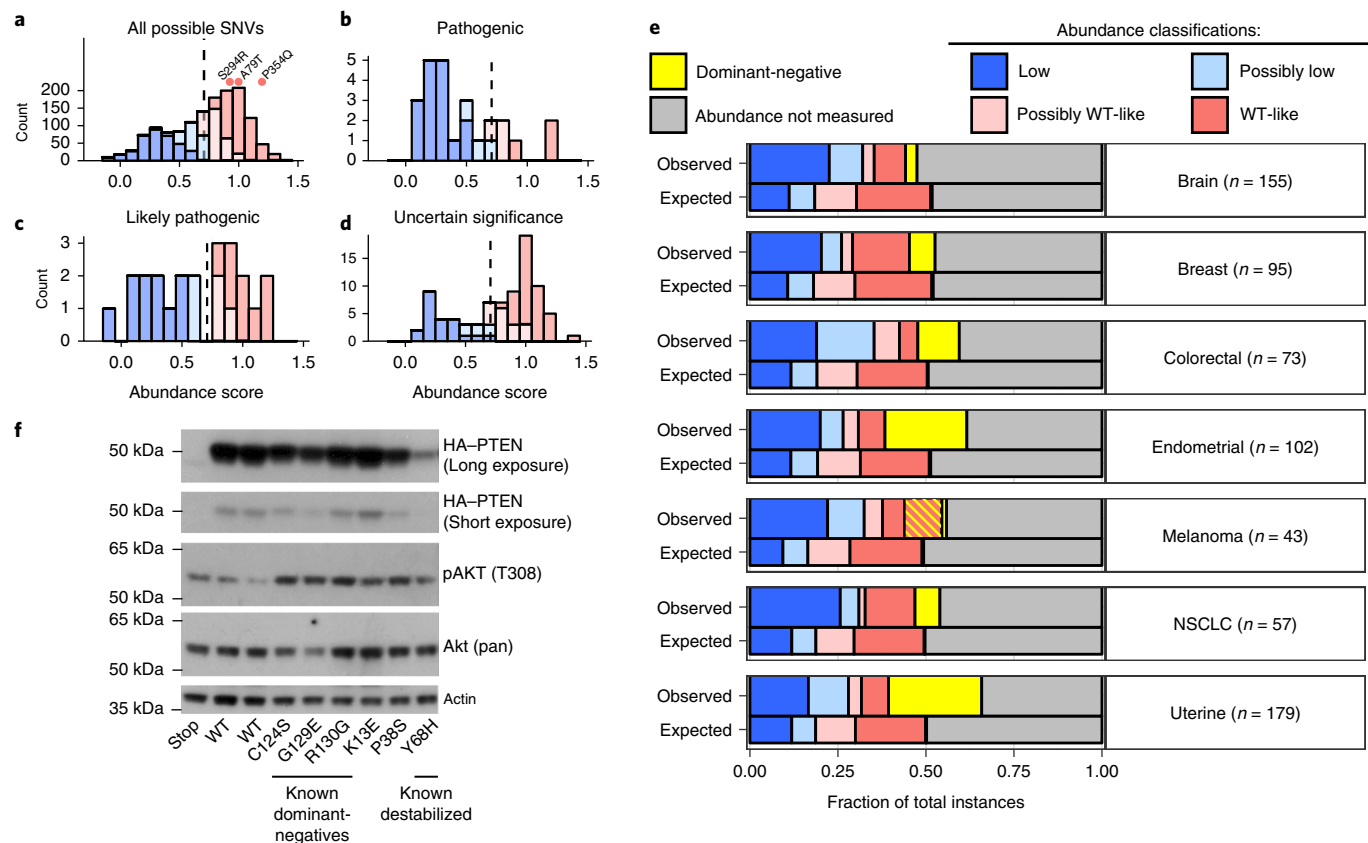 a
All possible SNVs
S294R
A79T
P354Q
Count
200
150
100
50
0
0.0 0.5 1.0 1.5
b
Pathogenic
5
4
3
2
1
0
0.0 0.5 1.0 1.5
c
Likely pathogenic
Count
3
2
1
0
0.0 0.5 1.0 1.5
Abundance score
d
Uncertain significance
15
10
5
0
0.0 0.5 1.0 1.5
Abundance score
e
Abundance classifications:
Dominant-negative
Low
Possibly low
Abundance not measured
Possibly WT-like
WT-like
Observed
Expected
Brain (n = 155)
Observed
Expected
Breast (n = 95)
Observed
Expected
Colorectal (n = 73)
Observed
Expected
Endometrial (n = 102)
Observed
Expected
Melanoma (n = 43)
Observed
Expected
NSCLC (n = 57)
Observed
Expected
Uterine (n = 179)
0.00 0.25 0.50 0.75 1.00
Fraction of total instances
f
50 kDa
HA–PTEN
(Long exposure)
50 kDa
HA–PTEN
(Short exposure)
65 kDa
pAKT (T308)
50 kDa
65 kDa
Akt (pan)
50 kDa
Actin
35 kDa
Stop
WT
WT
C124S
G129E
R130G
K13E
P38S
Y68H
Known
dominant-
negatives
Known
destabilized